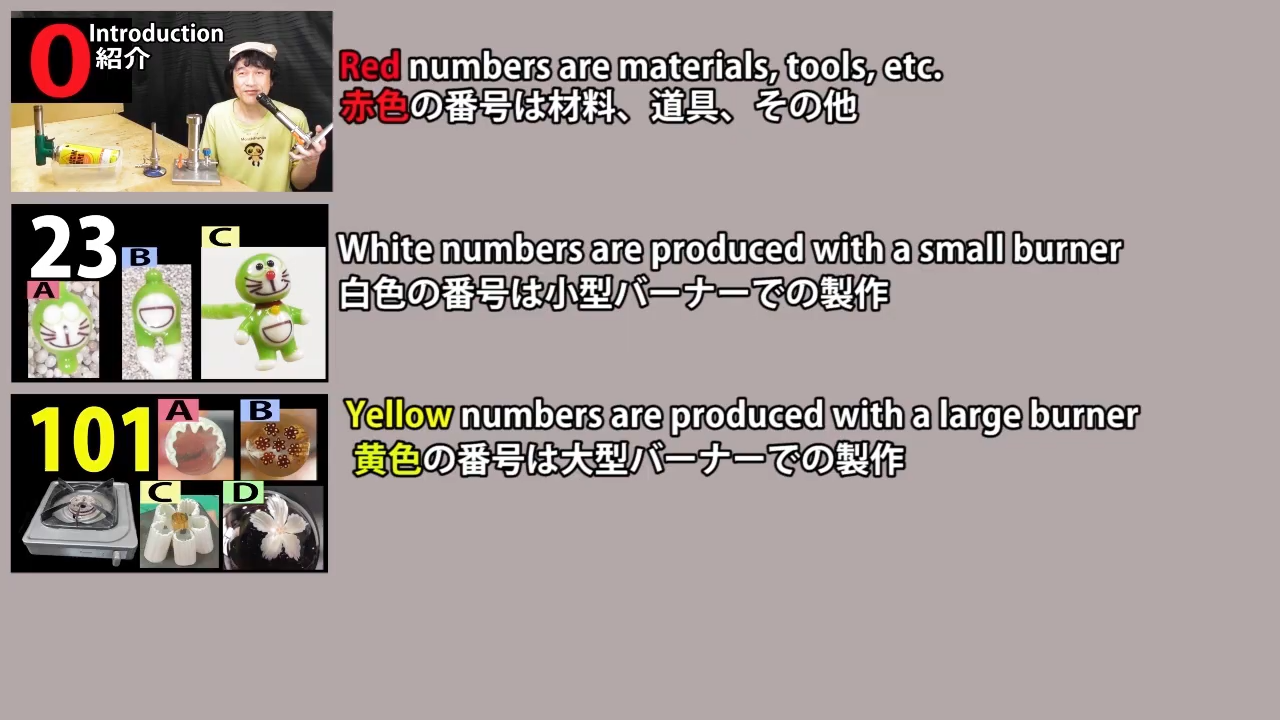 0
Introduction
紹介
Red numbers are materials, tools, etc.
赤色の番号は材料、道具、その他
23
A
B
C
White numbers are produced with a small burner
白色の番号は小型バーナーでの製作
101
A
B
C
D
Yellow numbers are produced with a large burner
黄色の番号は大型バーナーでの製作